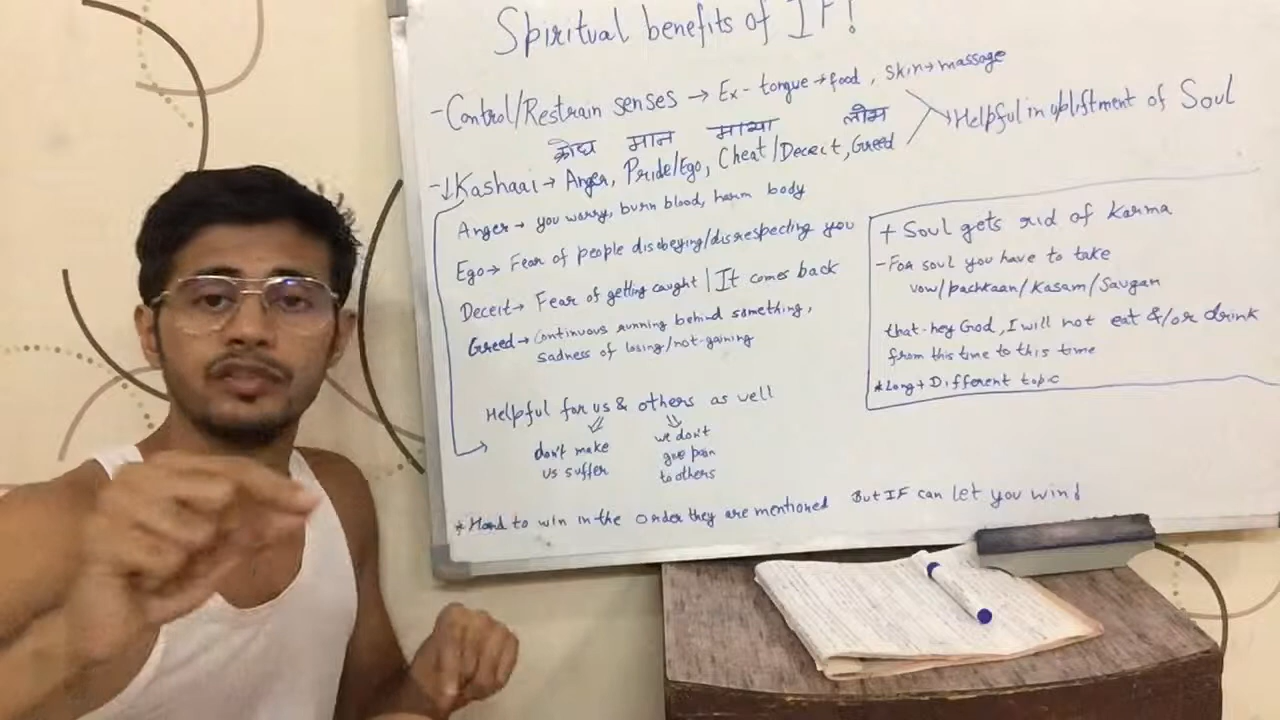 Spiritual benefits of IF!
-Control/Restrain senses → Ex- tongue → food, skin → massage
→ Helpful in upliftment of Soul
क्रोध मान माया लोभ
-↓Kashaai → Anger, Pride/Ego, Cheat/Deceit, Greed
Anger → you worry, burn blood, harm body
Ego → Fear of people disobeying/disrespecting you
Deceit → Fear of getting caught | It comes back
Greed → continuous running behind something,
sadness of losing/not-gaining
Helpful for us & others as well
don't make
us suffer
we don't
give pain
to others
*Hard to win in the order they are mentioned But IF can let you win!
+ Soul gets rid of Karma
-For soul you have to take
vow/pachkaan/Kasam/Saugan
that-hey God, I will not eat &/or drink
from this time to this time
*Long + Different topic